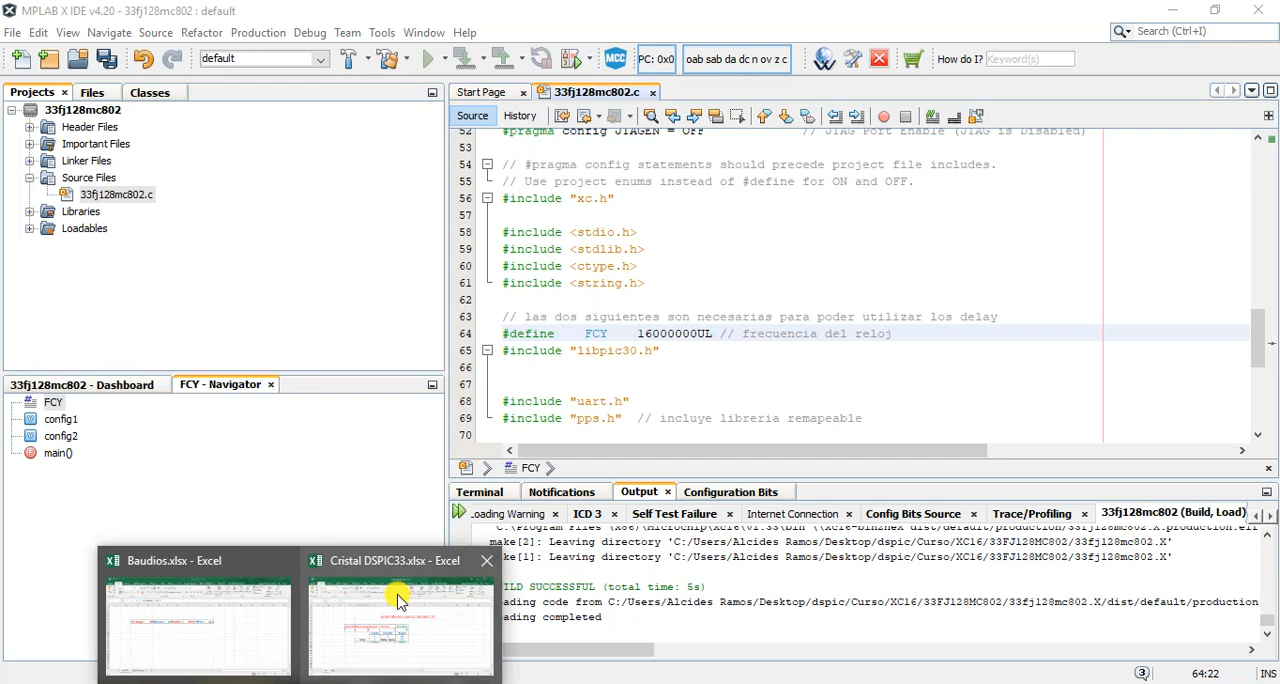 MPLAB X IDE v4.20 - 33fj128mc802 : default
File Edit View Navigate Source Refactor Production Debug Team Tools Window Help
Search (Ctrl+I)
default
MCC
PC: 0x0
oab sab da dc n ov z c
How do I?
Keyword(s)
Projects Files Classes
33fj128mc802
Header Files
Important Files
Linker Files
Source Files
33fj128mc802.c
Libraries
Loadables
33fj128mc802 - Dashboard
FCY - Navigator
FCY
config1
config2
main()
Start Page
33fj128mc802.c
Source History
52 #pragma config JTAGEN = OFF // JTAG Port Enable (JTAG is Disabled)
53
54 // #pragma config statements should precede project file includes.
55 // Use project enums instead of #define for ON and OFF.
56 #include "xc.h"
57
58 #include <stdio.h>
59 #include <stdlib.h>
60 #include <ctype.h>
61 #include <string.h>
62
63 // las dos siguientes son necesarias para poder utilizar los delay
64 #define FCY 16000000UL // frecuencia del reloj
65 #include "libpic30.h"
66
67
68 #include "uart.h"
69 #include "pps.h" // incluye libreria remapeable
70
FCY
Terminal Notifications Output Configuration Bits
Loading Warning ICD 3 Self Test Failure Internet Connection Config Bits Source Trace/Profiling 33fj128mc802 (Build, Load)
make[2]: Leaving directory 'C:/Users/Alcides Ramos/Desktop/dspic/Curso/XC16/33FJ128MC802/33fj128mc802.X'
make[1]: Leaving directory 'C:/Users/Alcides Ramos/Desktop/dspic/Curso/XC16/33FJ128MC802/33fj128mc802.X'
ILD SUCCESSFUL (total time: 5s)
ading code from C:/Users/Alcides Ramos/Desktop/dspic/Curso/XC16/33FJ128MC802/33fj128mc802.X/dist/default/production
ading completed
Baudios.xlsx - Excel
Cristal DSPIC33.xlsx - Excel
3
64:22
INS